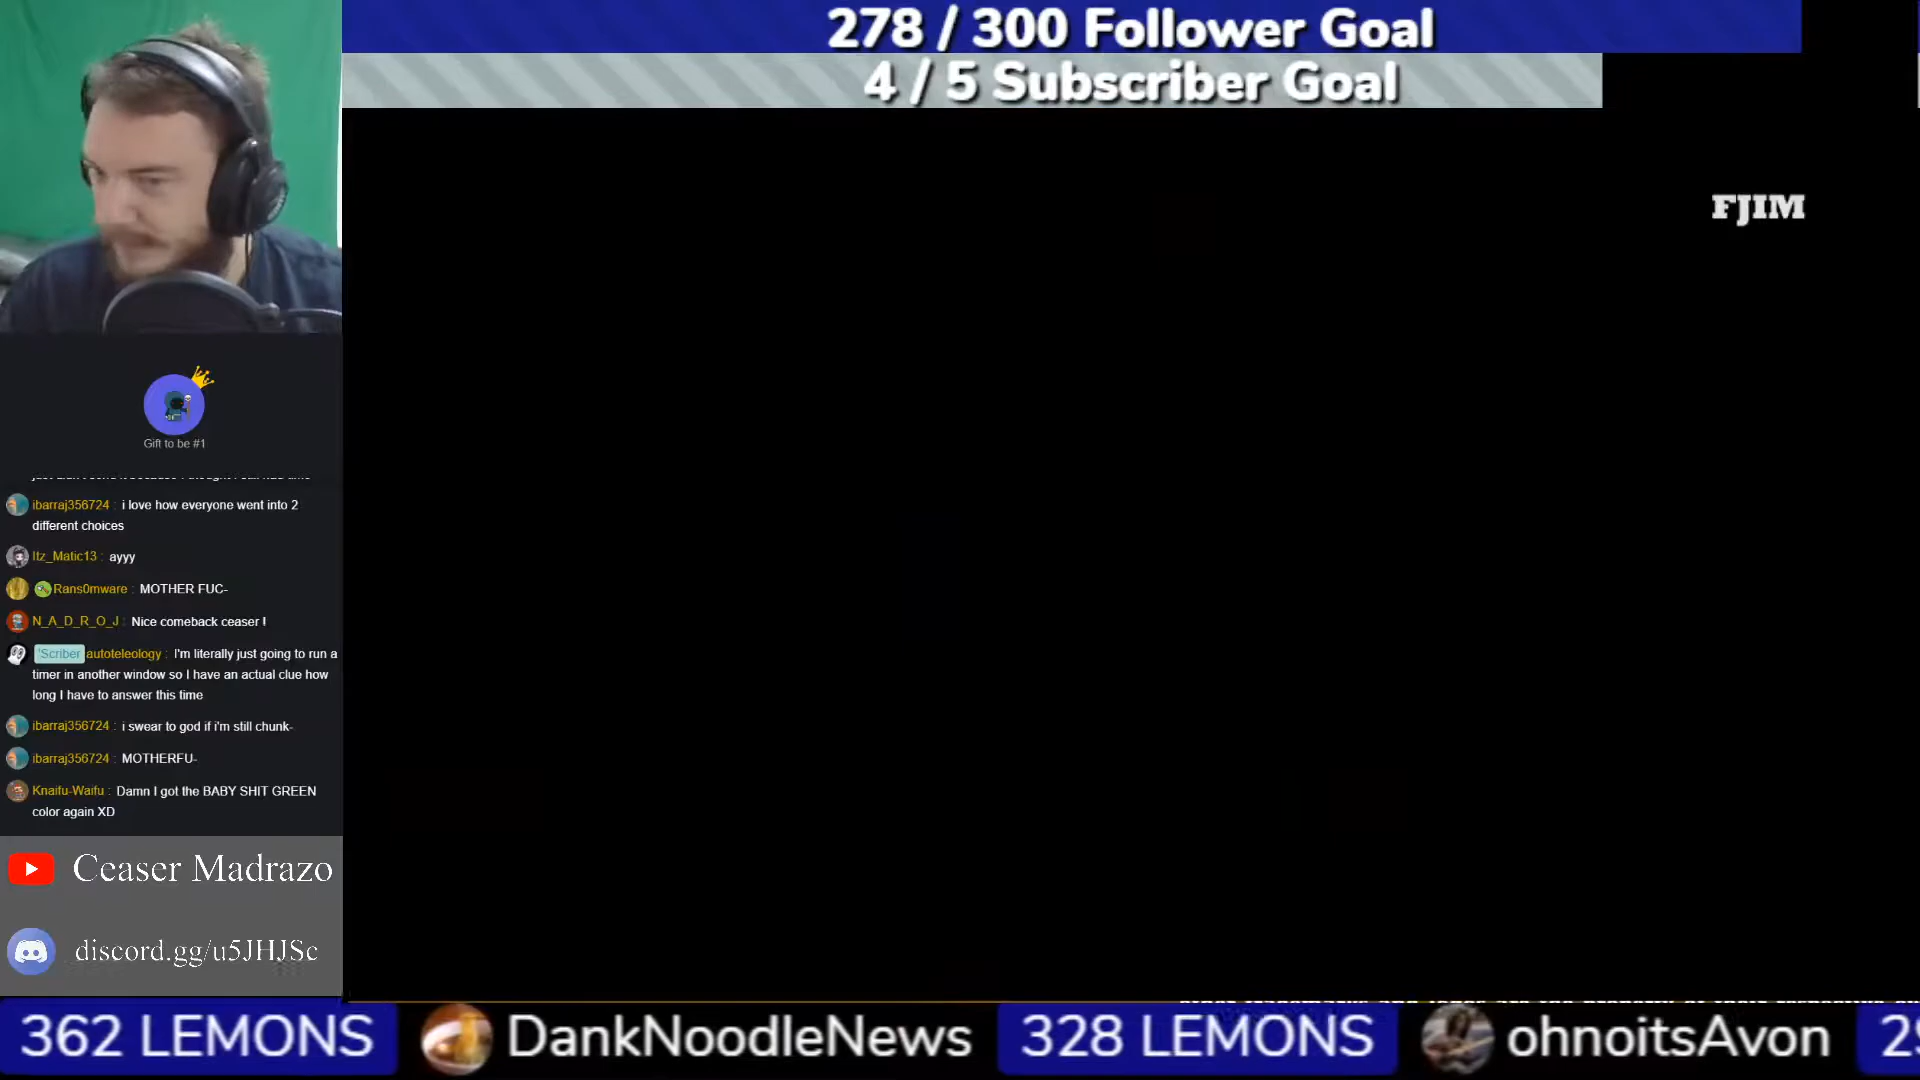 278 / 300 Follower Goal
4 / 5 Subscriber Goal
FJIM
Gift to be #1
ibarraj356724 : i love how everyone went into 2
different choices
Itz_Matic13 : ayyy
Rans0mware : MOTHER FUC-
N_A_D_R_O_J : Nice comeback ceaser !
'Scriber autoteleology : I'm literally just going to run a
timer in another window so I have an actual clue how
long I have to answer this time
ibarraj356724 : i swear to god if i'm still chunk-
ibarraj356724 : MOTHERFU-
Knaifu-Waifu : Damn I got the BABY SHIT GREEN
color again XD
Ceaser Madrazo
discord.gg/u5JHJSc
362 LEMONS DankNoodleNews 328 LEMONS ohnoitsAvon